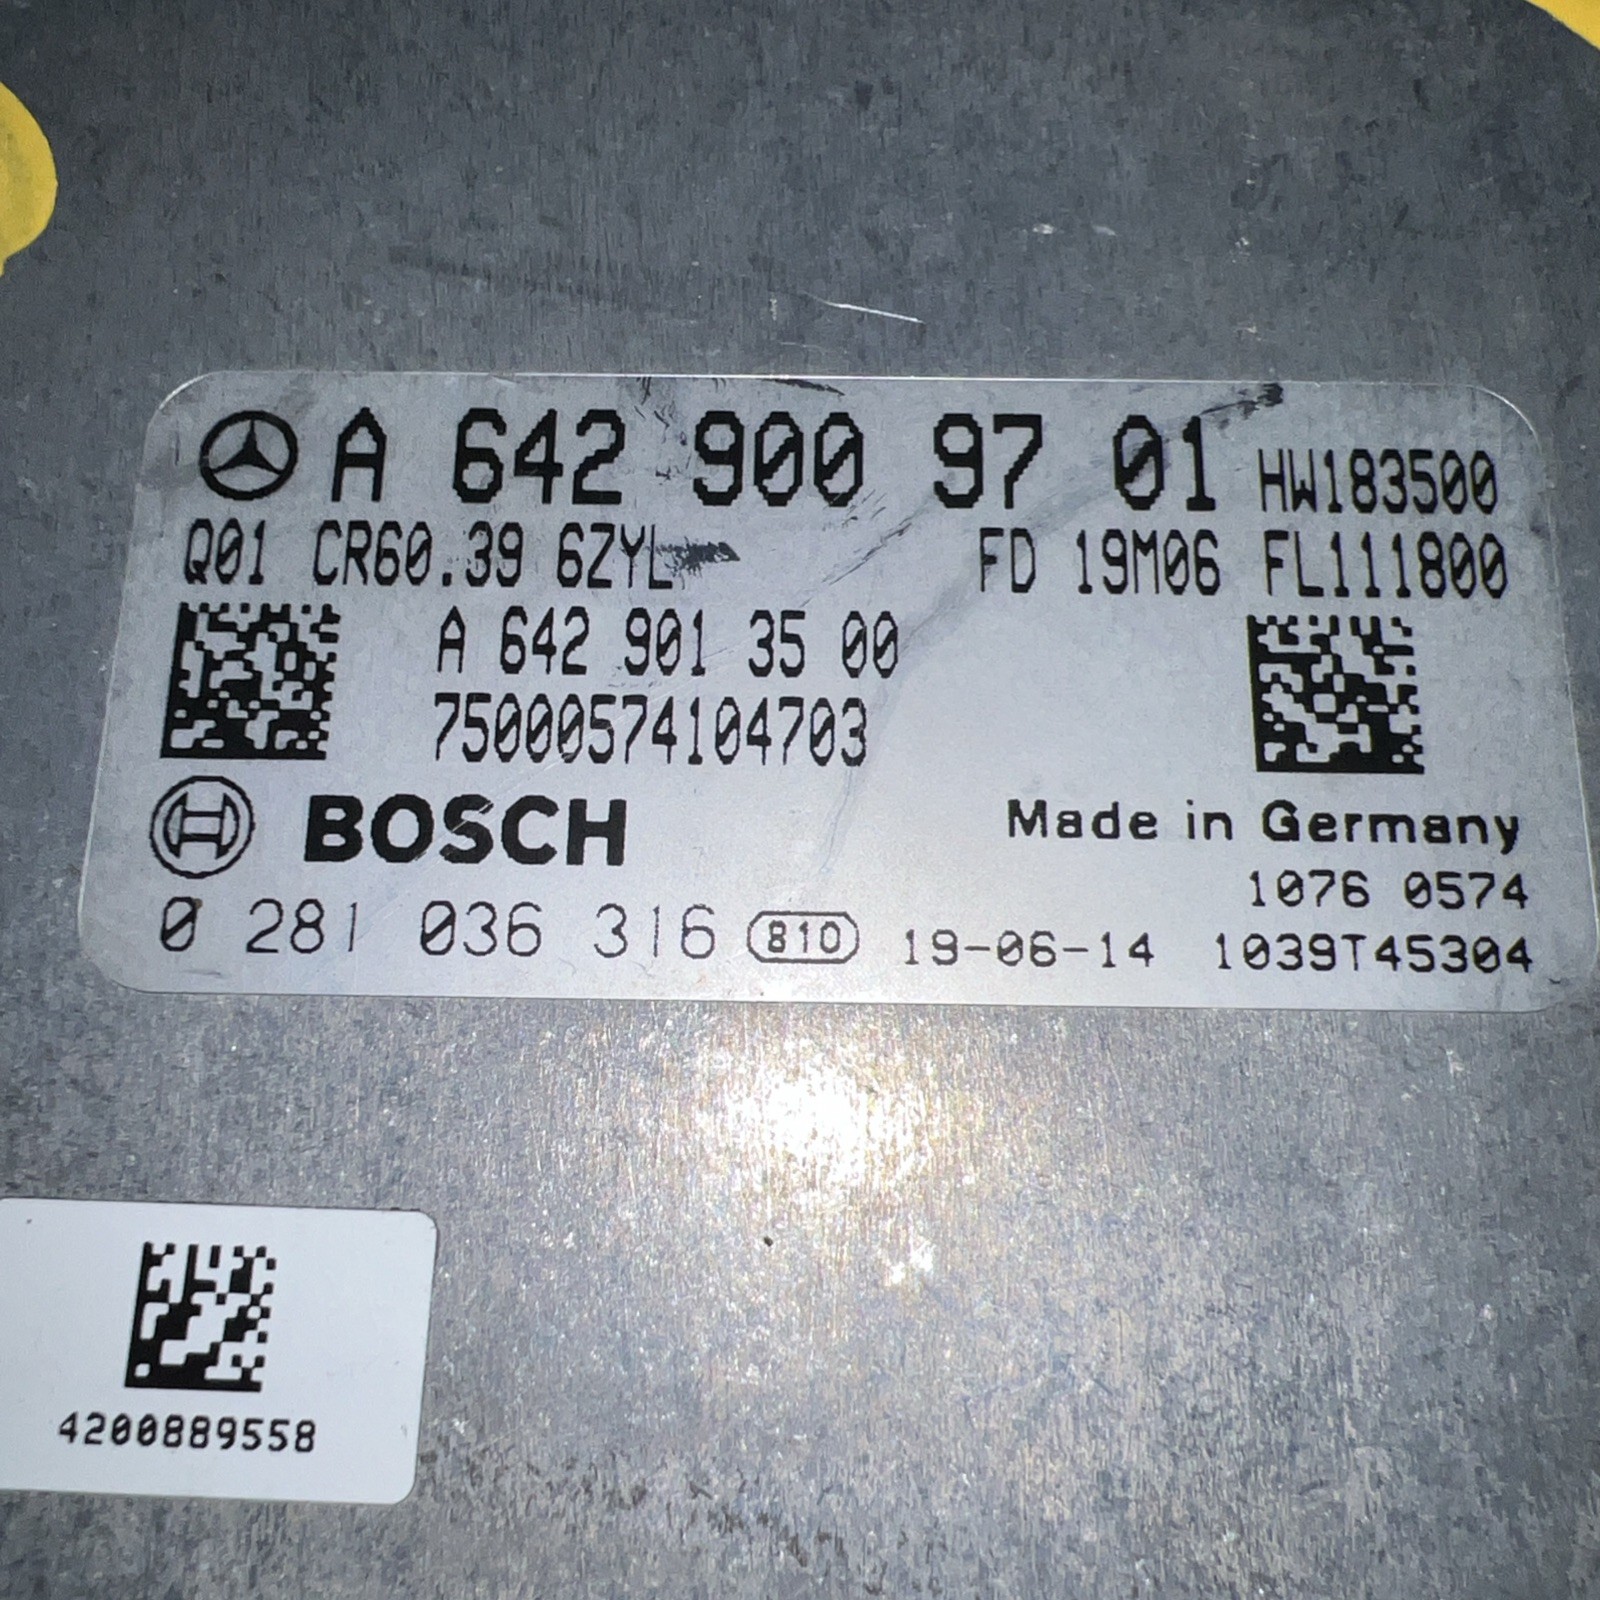 A 642 900 97 01 HW183500
Q01 CR60.39 6ZYL FD 19M06 FL111800
A 642 901 35 00
75000574104703
BOSCH Made in Germany
1076 0574
0 281 036 316 810 19-06-14 1039T45304
4200889558